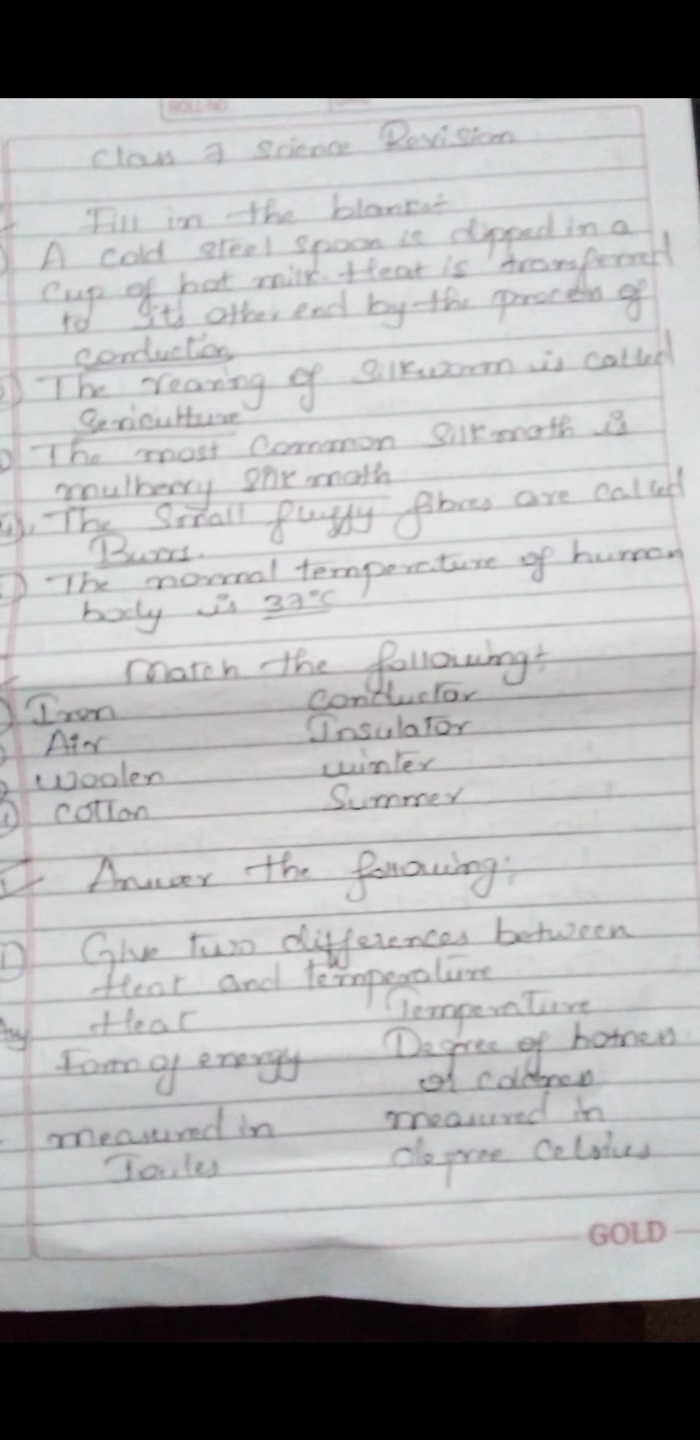 ROLL NO.
Class 7 Science Revision
Fill in the blanks:
A cold steel spoon is dipped in a
cup of hot milk. Heat is transferred
to its other end by the process of
conduction
The rearing of silkworm is called
Sericulture
The most common silk moth is
mulberry silk moth
The small fluffy fibres are called
Burrs.
The normal temperature of human
body is 37°C
Match the following:
Iron conductor
Air Insulator
woolen winter
cotton Summer
Answer the following:
1) Give two differences between
Heat and temperature
Ans Heat Temperature
Form of energy Degree of hotness
of coldness
measured in measured in
Joules degree Celsius
GOLD